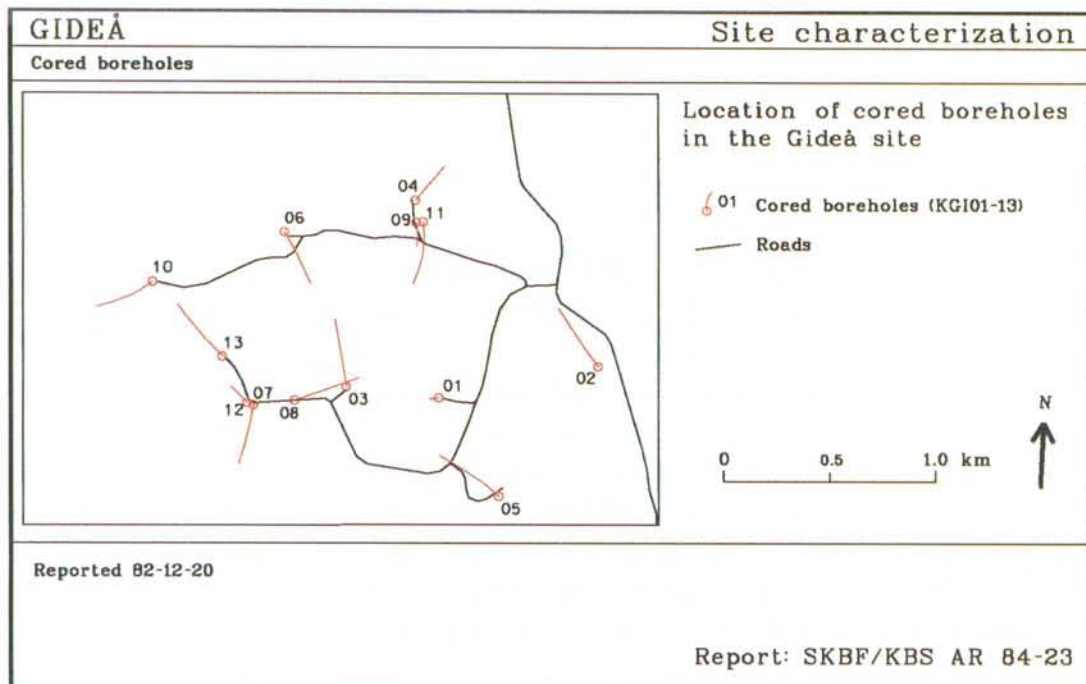 GIDEÅ
Site characterization
Cored boreholes
Location of cored boreholes
in the Gideå site
01 Cored boreholes (KGI01-13)
Roads
04
09 11
06
10
13
03
01
02
07
12
08
05
N
0 0.5 1.0 km
Reported 82-12-20
Report: SKBF/KBS AR 84-23